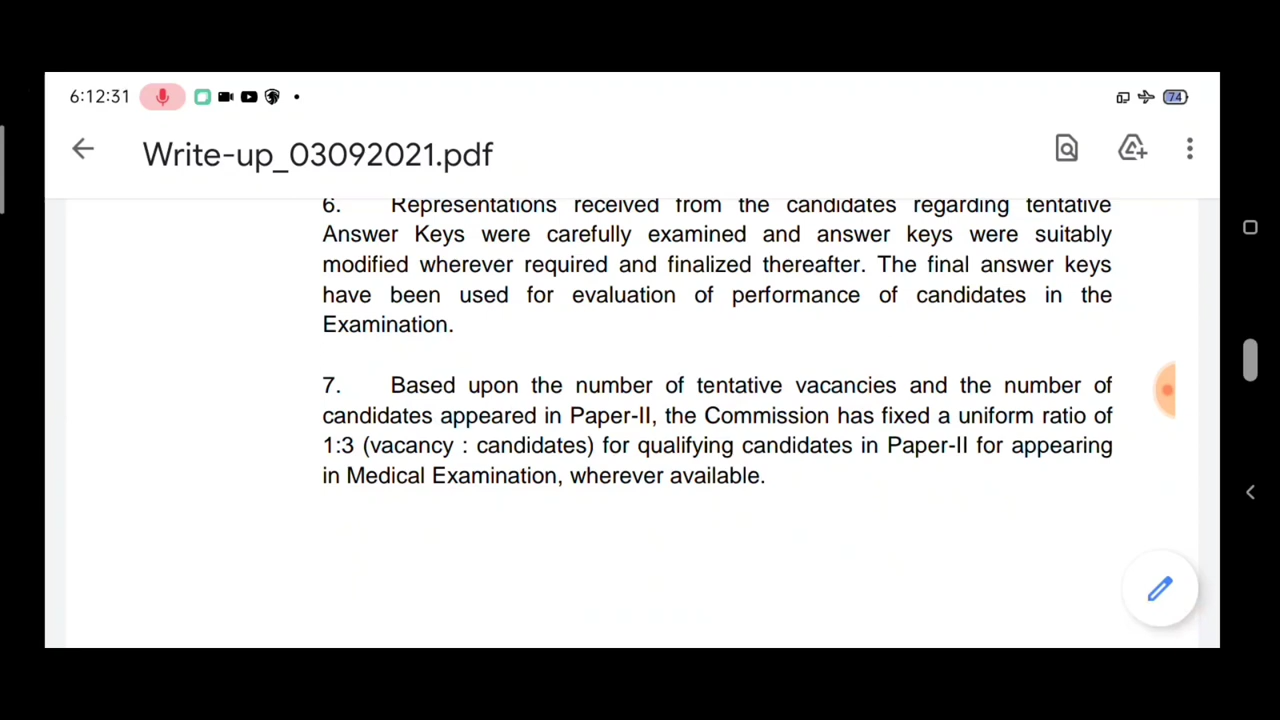 6:12:31
74
Write-up_03092021.pdf
6. Representations received from the candidates regarding tentative
Answer Keys were carefully examined and answer keys were suitably
modified wherever required and finalized thereafter. The final answer keys
have been used for evaluation of performance of candidates in the
Examination.
7. Based upon the number of tentative vacancies and the number of
candidates appeared in Paper-II, the Commission has fixed a uniform ratio of
1:3 (vacancy : candidates) for qualifying candidates in Paper-II for appearing
in Medical Examination, wherever available.